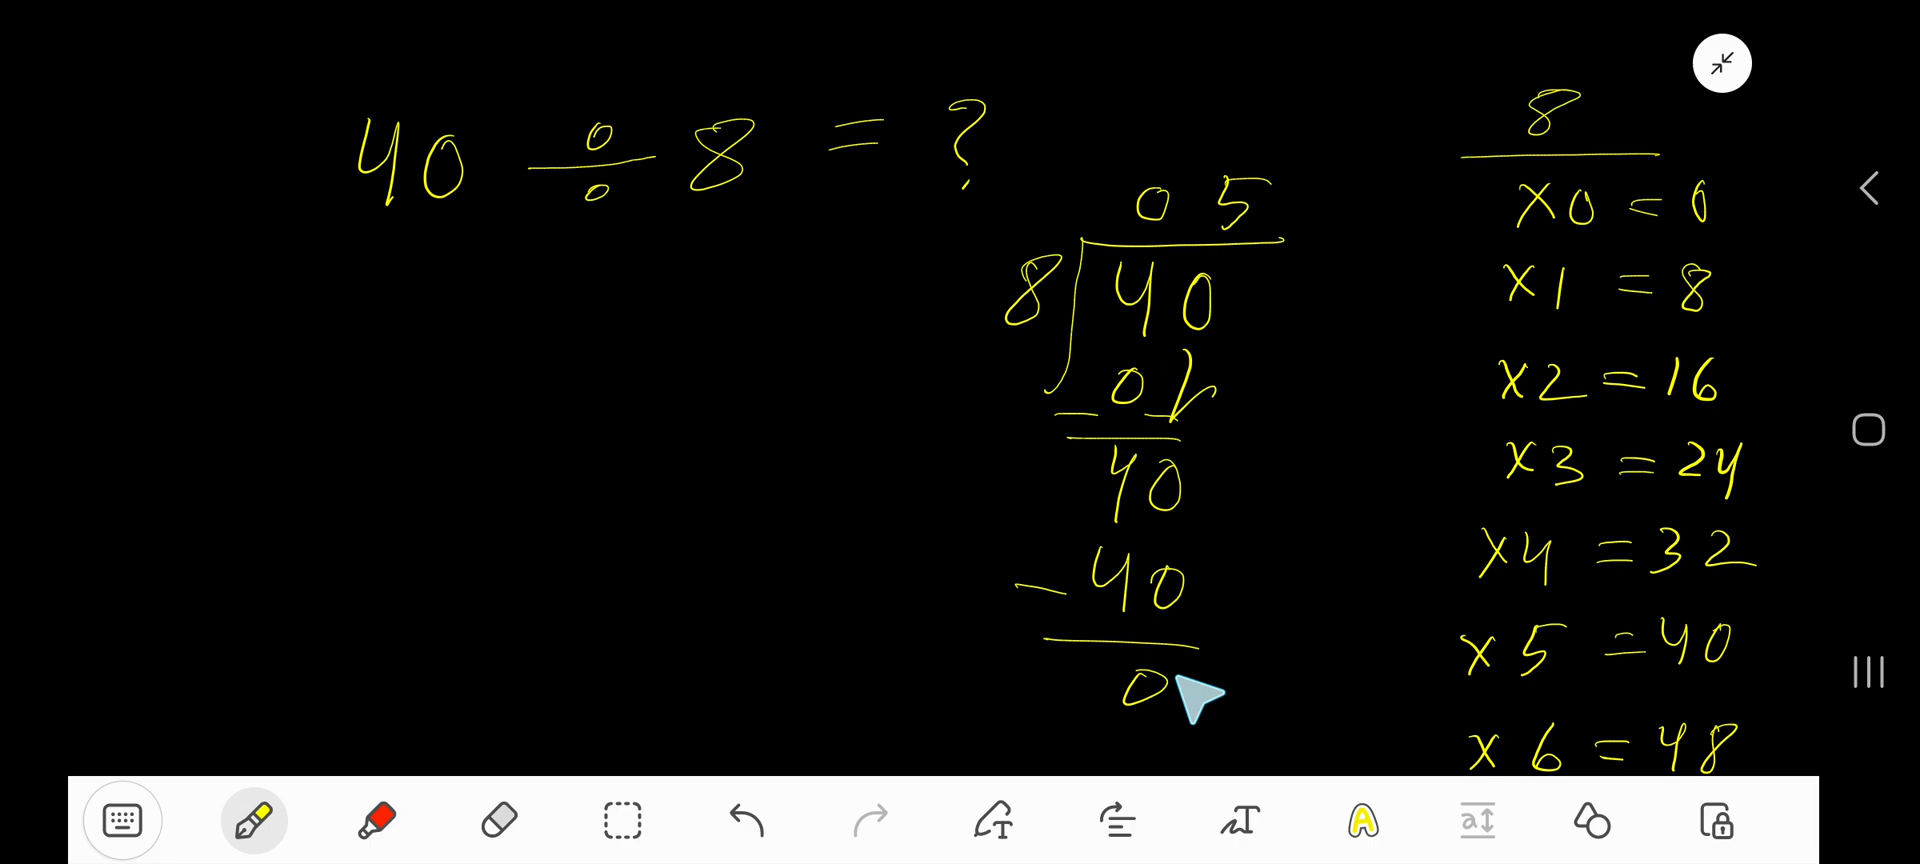 40 ÷ 8 = ?
05
8 40
0
40
- 40
0
8
x0 = 0
x1 = 8
x2 = 16
x3 = 24
x4 = 32
x5 = 40
x6 = 48